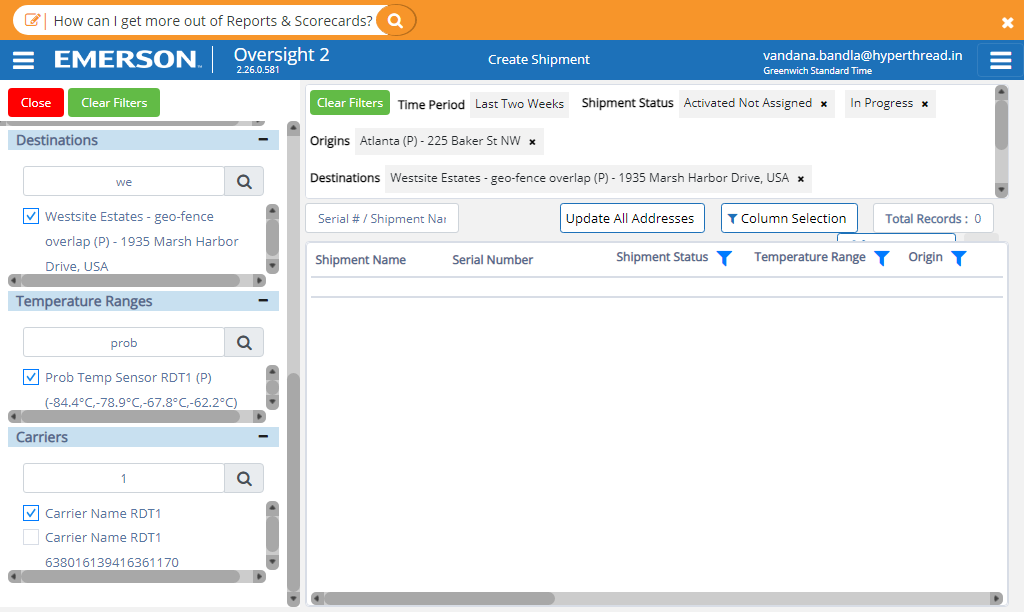 How can I get more out of Reports & Scorecards?
EMERSON
Oversight 2
2.26.0.581
Create Shipment
vandana.bandla@hyperthread.in
Greenwich Standard Time
Close
Clear Filters
Destinations
we
Westsite Estates - geo-fence
overlap (P) - 1935 Marsh Harbor
Drive, USA
Temperature Ranges
prob
Prob Temp Sensor RDT1 (P)
(-84.4°C,-78.9°C,-67.8°C,-62.2°C)
Carriers
1
Carrier Name RDT1
Carrier Name RDT1
638016139416361170
Clear Filters
Time Period
Last Two Weeks
Shipment Status
Activated Not Assigned ×
In Progress ×
Origins
Atlanta (P) - 225 Baker St NW ×
Destinations
Westsite Estates - geo-fence overlap (P) - 1935 Marsh Harbor Drive, USA ×
Serial # / Shipment Nar
Update All Addresses
Column Selection
Total Records : 0
Shipment Name
Serial Number
Shipment Status
Temperature Range
Origin